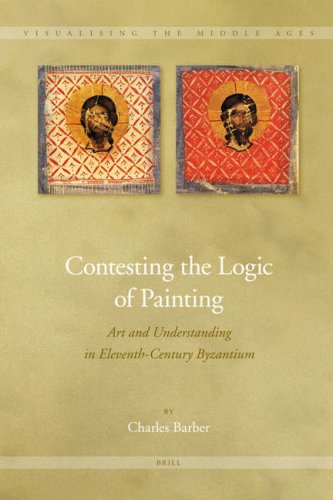 VISUALISING THE MIDDLE AGES
Contesting the Logic
of Painting
Art and Understanding
in Eleventh-Century Byzantium
BY
Charles Barber
BRILL